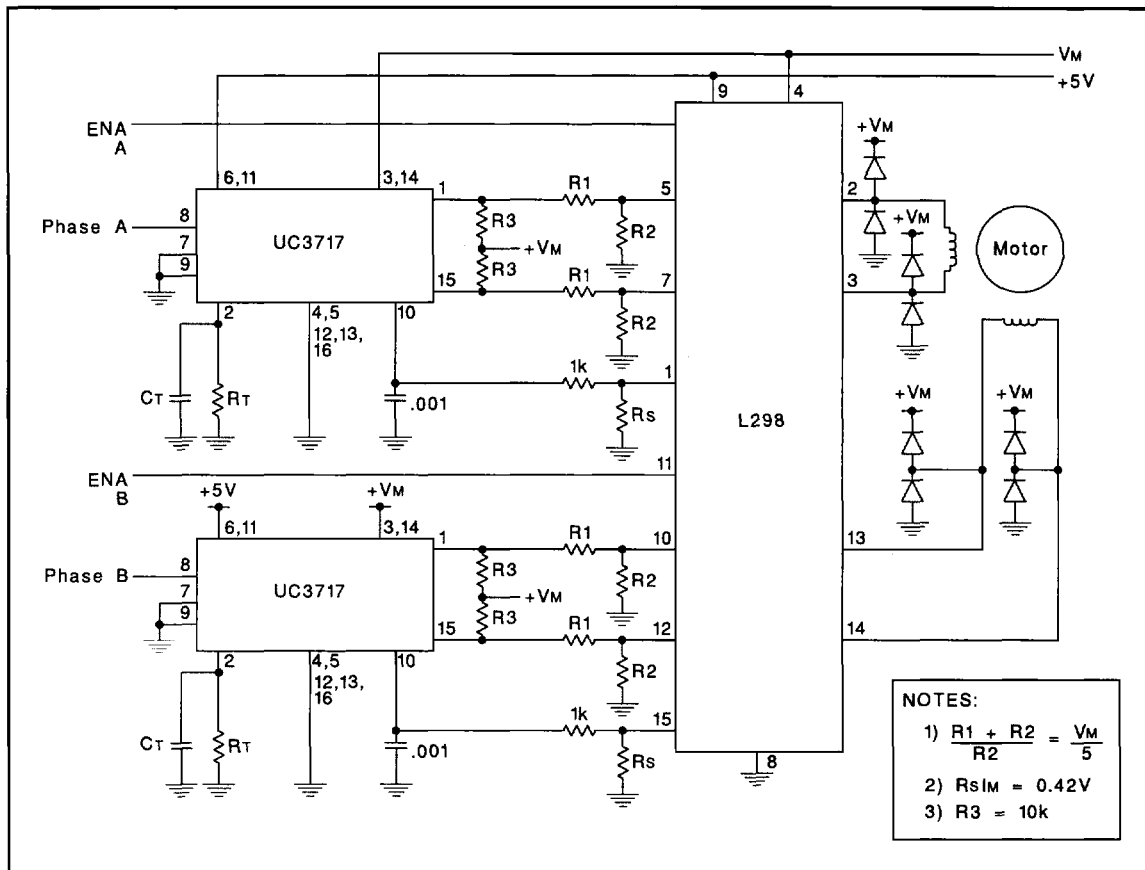 VM
+5V
9 4
ENA
A
+VM
6,11 3,14 1 R1 5 2
Phase A 8 UC3717 R3 R2 +VM
7 +VM Motor
9 R3
15 R1 7 3
2 4,5 10 R2
12,13,
16
1k 1
CT RT .001 Rs L298
+VM +VM
ENA 11
B +5V +VM
6,11 3,14 1 R1 10 13
Phase B 8 UC3717 R3 R2
7 +VM
9 R3
15 R1 12 14
2 4,5 10 R2
12,13,
16
1k 15
CT RT .001 Rs 8
NOTES:
1) R1 + R2 = VM
R2 5
2) RsIM = 0.42V
3) R3 = 10k